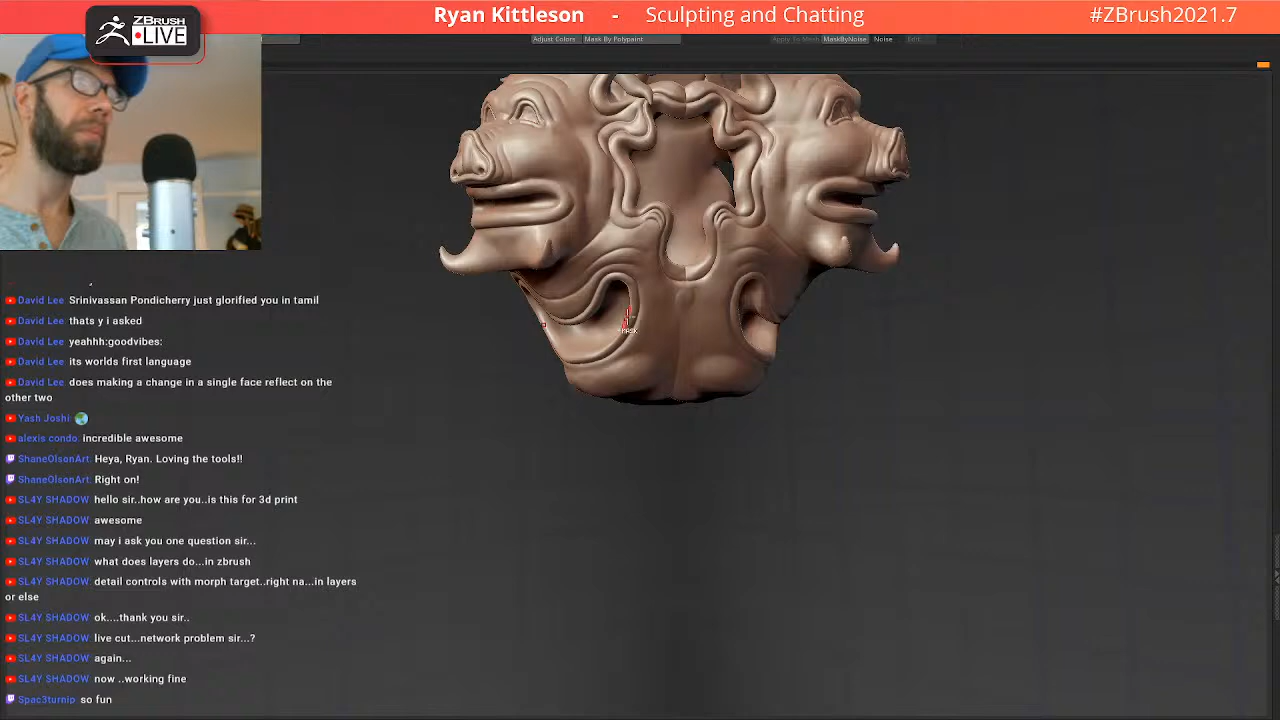 Ryan Kittleson - Sculpting and Chatting #ZBrush2021.7
ZBRUSH
LIVE
Adjust Colors Mask By Polypaint Apply To Mesh MaskByNoise Noise Edit
David Lee: Srinivassan Pondicherry just glorified you in tamil
David Lee: thats y i asked
David Lee: yeahhh:goodvibes:
David Lee: its worlds first language
David Lee: does making a change in a single face reflect on the
other two
Yash Joshi: 🌏
alexis condo: incredible awesome
ShaneOlsonArt: Heya, Ryan. Loving the tools!!
ShaneOlsonArt: Right on!
SL4Y SHADOW: hello sir..how are you..is this for 3d print
SL4Y SHADOW: awesome
SL4Y SHADOW: may i ask you one question sir...
SL4Y SHADOW: what does layers do...in zbrush
SL4Y SHADOW: detail controls with morph target..right na...in layers
or else
SL4Y SHADOW: ok....thank you sir..
SL4Y SHADOW: live cut...network problem sir...?
SL4Y SHADOW: again...
SL4Y SHADOW: now ..working fine
Spac3turnip: so fun
+MASK